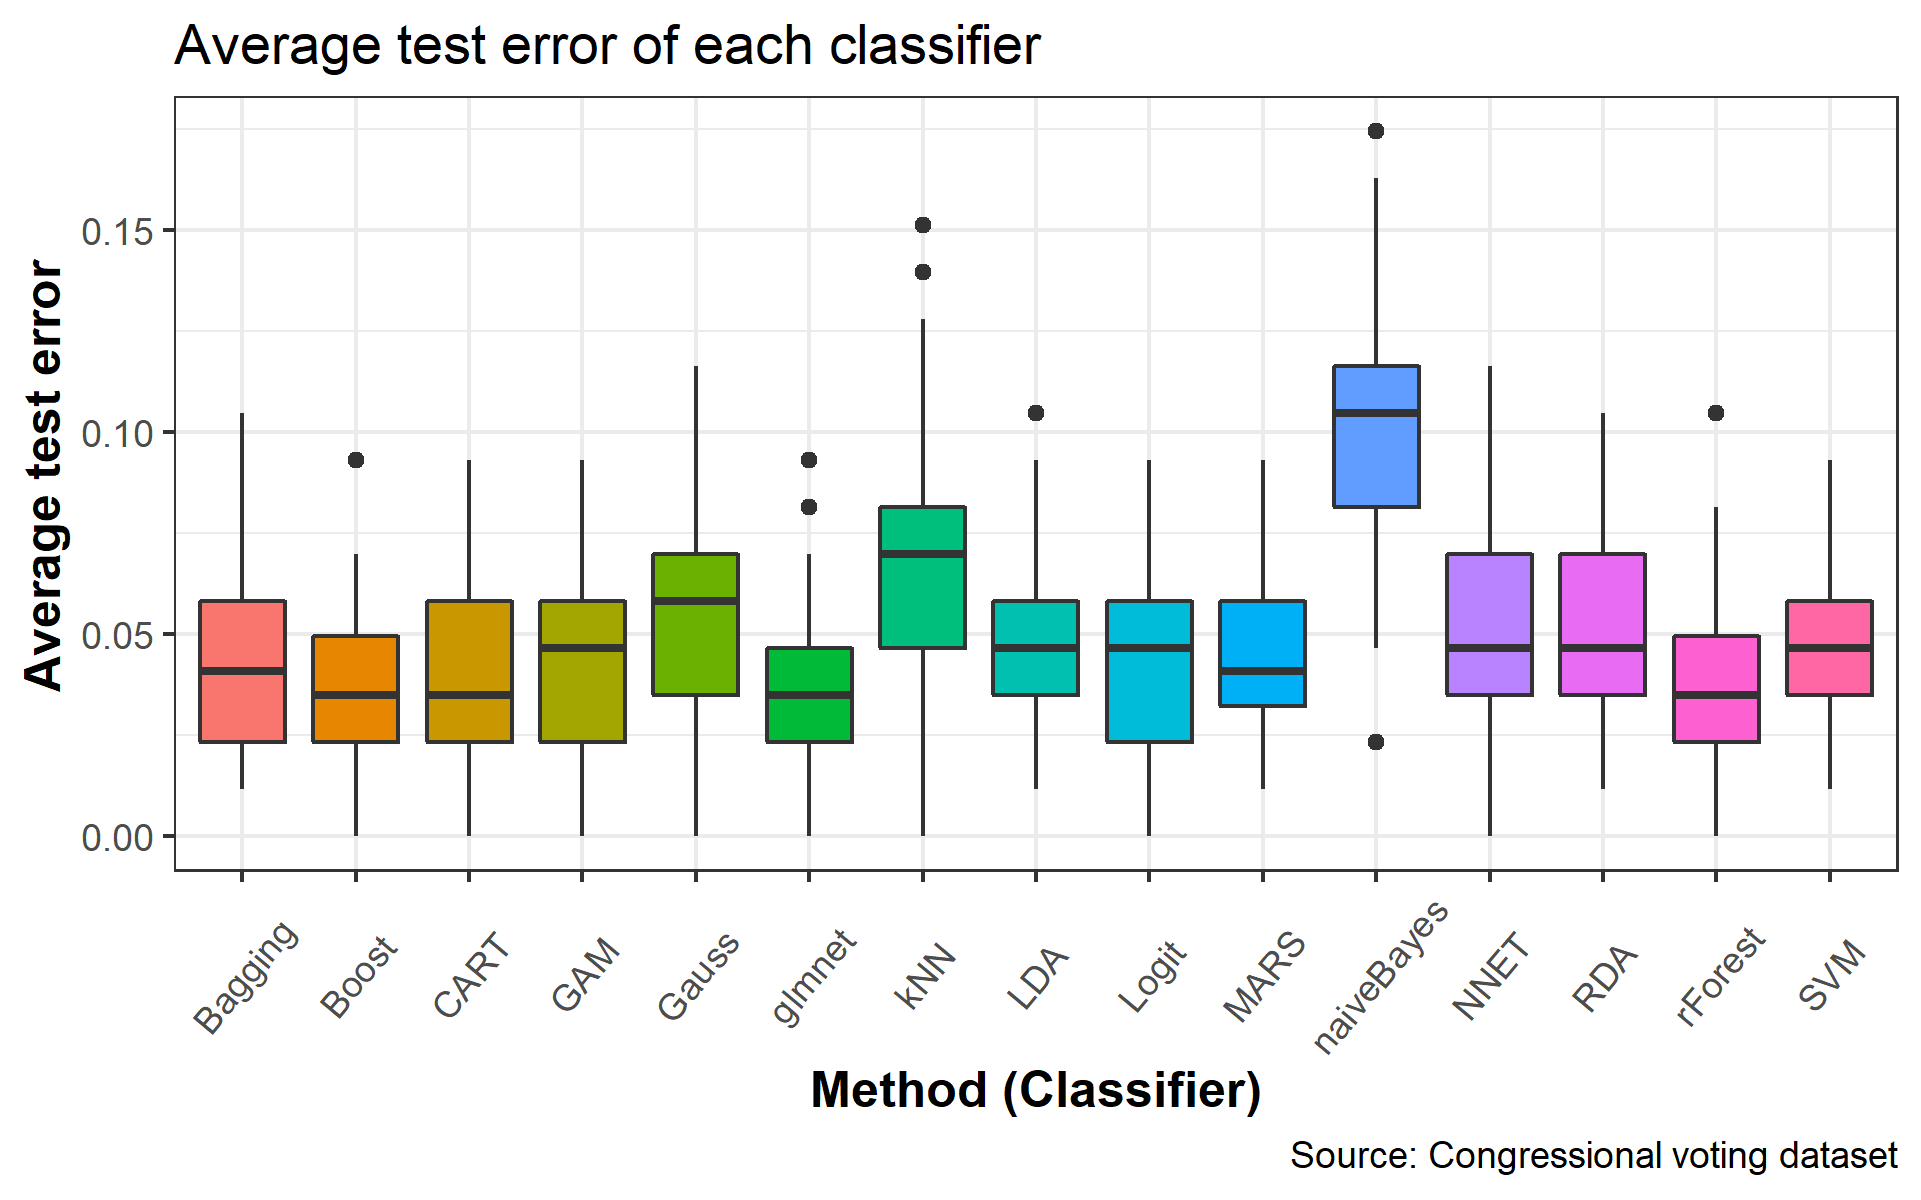 Average test error of each classifier
Average test error
0.15
0.10
0.05
0.00
Bagging
Boost
CART
GAM
Gauss
glmnet
kNN
LDA
Logit
MARS
naiveBayes
NNET
RDA
rForest
SVM
Method (Classifier)
Source: Congressional voting dataset